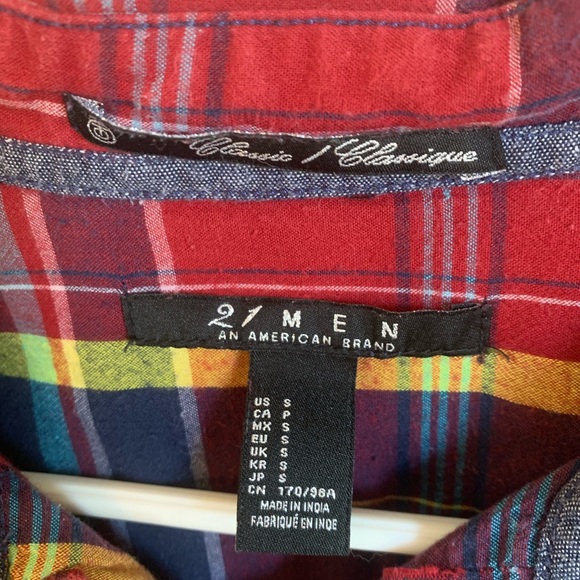 Classic / Classique
21 MEN
AN AMERICAN BRAND
US S
CA P
MX S
EU S
UK S
KR S
JP S
CN 170/98A
MADE IN INDIA
FABRIQUÉ EN INDE